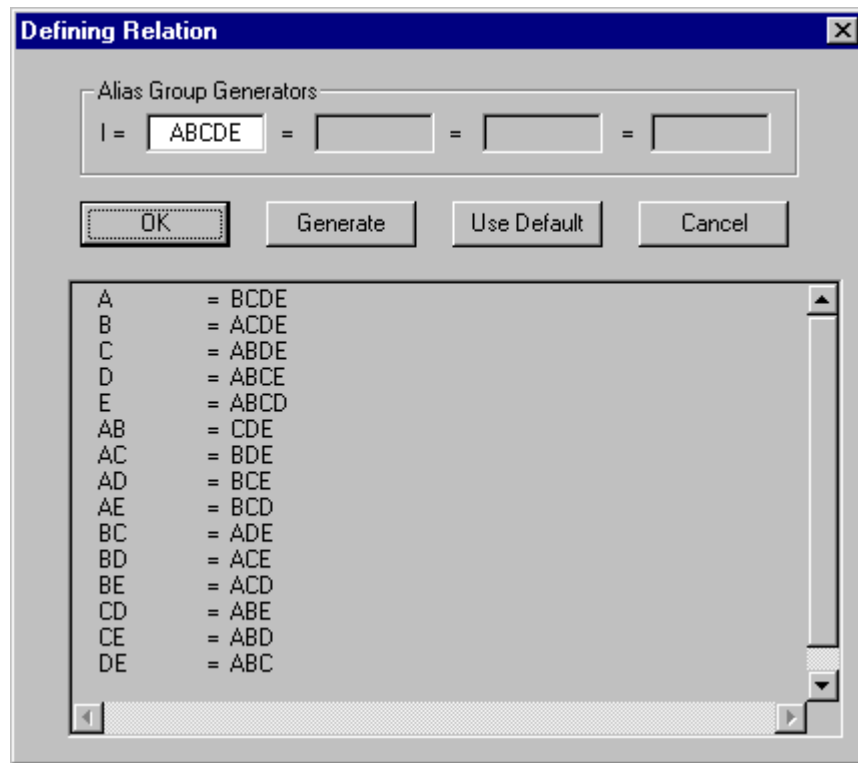 Defining Relation
Alias Group Generators
I = ABCDE = = =
OK Generate Use Default Cancel
A = BCDE
B = ACDE
C = ABDE
D = ABCE
E = ABCD
AB = CDE
AC = BDE
AD = BCE
AE = BCD
BC = ADE
BD = ACE
BE = ACD
CD = ABE
CE = ABD
DE = ABC